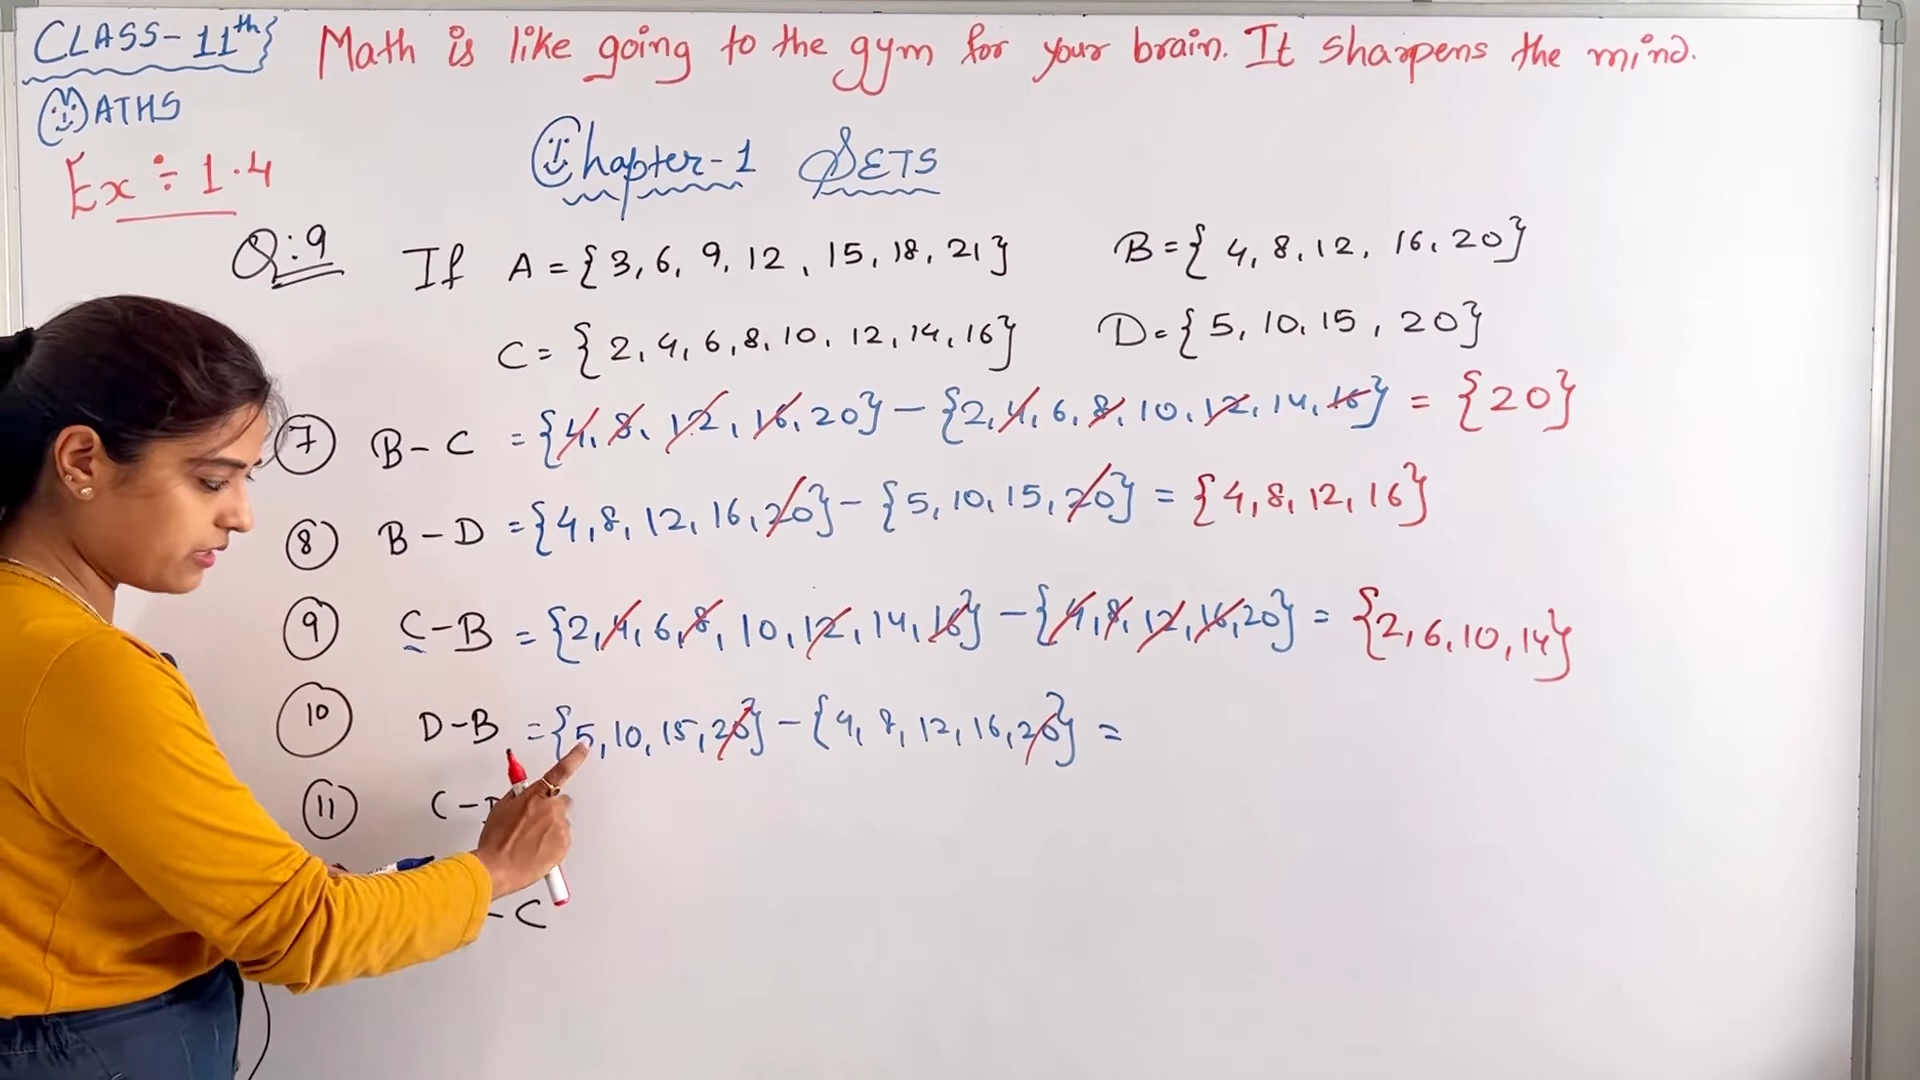 CLASS-11th} Math is like going to the gym for your brain. It sharpens the mind.
MATHS
Chapter-1 SETS
Ex ÷ 1.4
Q:9 If A = {3, 6, 9, 12, 15, 18, 21} B = {4, 8, 12, 16, 20}
C = {2, 4, 6, 8, 10, 12, 14, 16} D = {5, 10, 15, 20}
7 B - C = {4, 8, 12, 16, 20} - {2, 4, 6, 8, 10, 12, 14, 16} = {20}
8 B - D = {4, 8, 12, 16, 20} - {5, 10, 15, 20} = {4, 8, 12, 16}
9 C - B = {2, 4, 6, 8, 10, 12, 14, 16} - {4, 8, 12, 16, 20} = {2, 6, 10, 14}
10 D - B = {5, 10, 15, 20} - {4, 8, 12, 16, 20} =
11 C -
- C